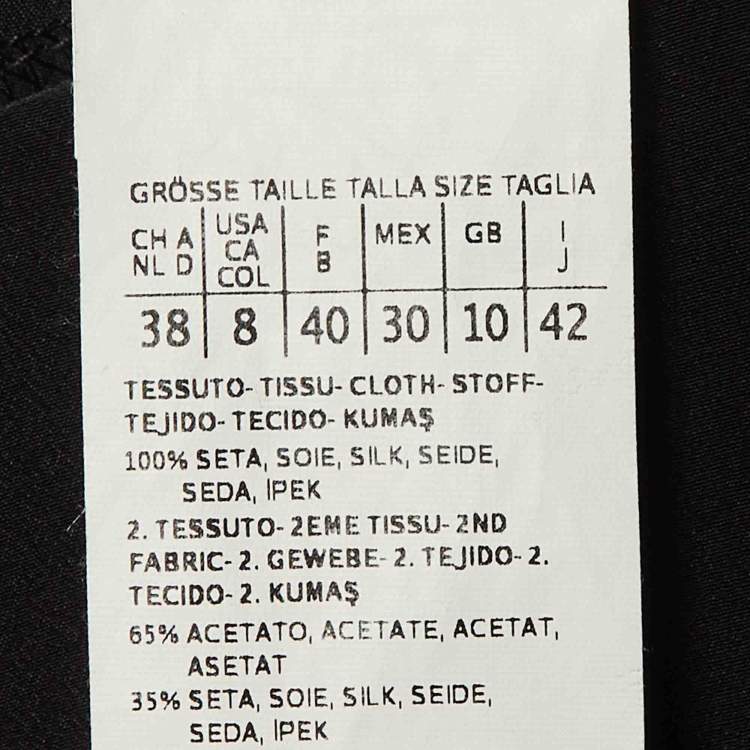 GRÖSSE TAILLE TALLA SIZE TAGLIA
CH A NL D | USA CA COL | F B | MEX | GB | I J
38 | 8 | 40 | 30 | 10 | 42
TESSUTO- TISSU- CLOTH- STOFF-
TEJIDO- TECIDO- KUMAŞ
100% SETA, SOIE, SILK, SEIDE,
SEDA, İPEK
2. TESSUTO- 2EME TISSU- 2ND
FABRIC- 2. GEWEBE- 2. TEJIDO- 2.
TECIDO- 2. KUMAŞ
65% ACETATO, ACETATE, ACETAT,
ASETAT
35% SETA, SOIE, SILK, SEIDE,
SEDA, İPEK